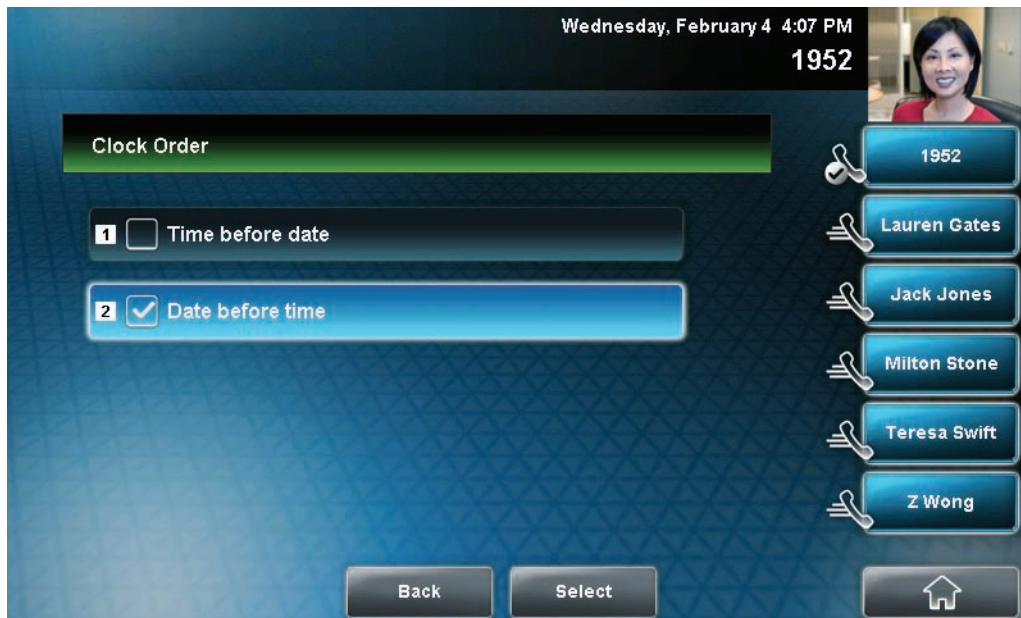 Wednesday, February 4 4:07 PM
1952
Clock Order
1 Time before date
2 Date before time
1952
Lauren Gates
Jack Jones
Milton Stone
Teresa Swift
Z Wong
Back
Select